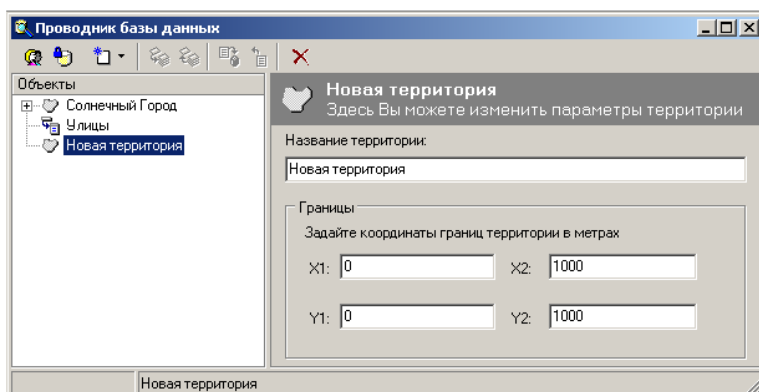 Проводник базы данных
Объекты
Солнечный Город
Улицы
Новая территория
Новая территория
Здесь Вы можете изменить параметры территории
Название территории:
Новая территория
Границы
Задайте координаты границ территории в метрах
X1: 0 X2: 1000
Y1: 0 Y2: 1000
Новая территория